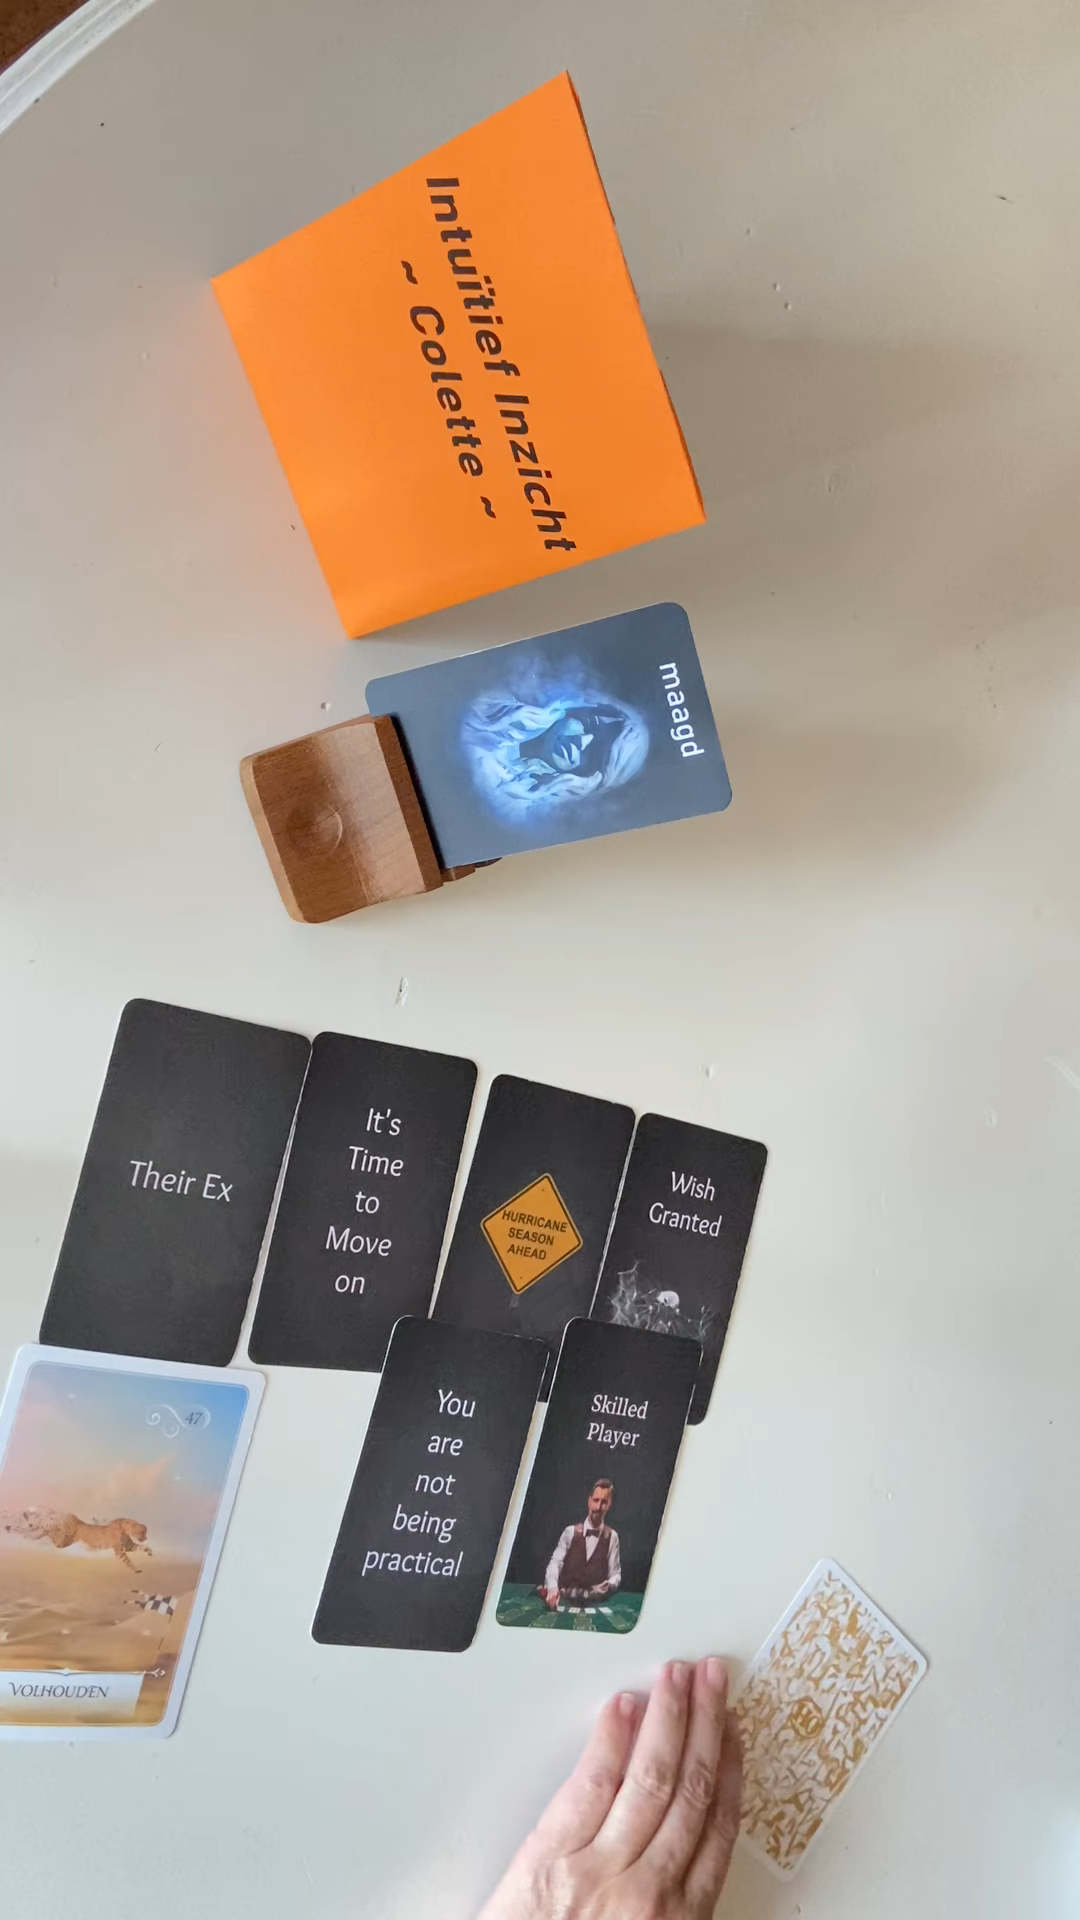 Intuïtief Inzicht
~ Colette ~
maagd
Their Ex
It's
Time
to
Move
on
HURRICANE
SEASON
AHEAD
Wish
Granted
You
are
not
being
practical
Skilled
Player
47
VOLHOUDEN